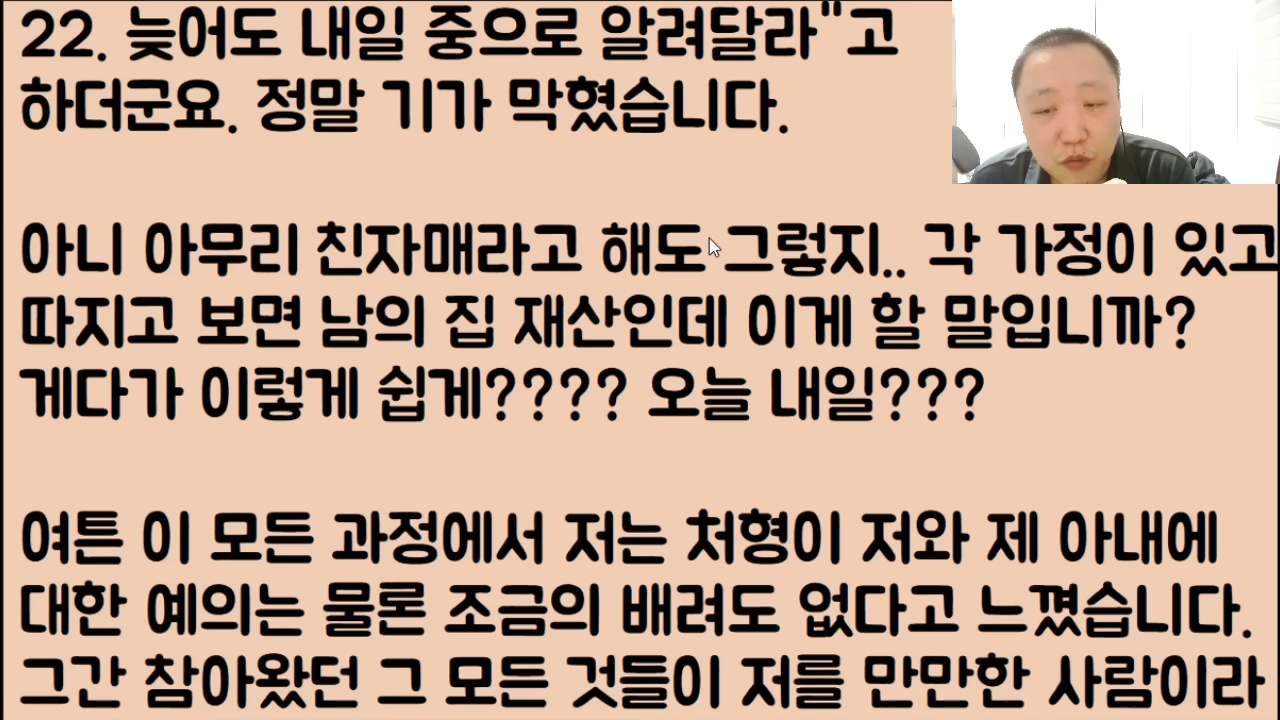 22. 늦어도 내일 중으로 알려달라"고
하더군요. 정말 기가 막혔습니다.
아니 아무리 친자매라고 해도 그렇지.. 각 가정이 있고
따지고 보면 남의 집 재산인데 이게 할 말입니까?
게다가 이렇게 쉽게???? 오늘 내일???
여튼 이 모든 과정에서 저는 처형이 저와 제 아내에
대한 예의는 물론 조금의 배려도 없다고 느꼈습니다.
그간 참아왔던 그 모든 것들이 저를 만만한 사람이라